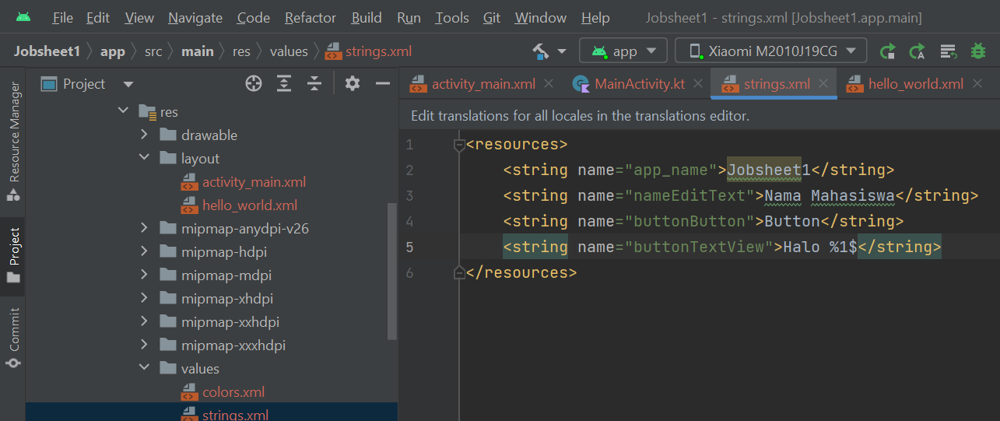 File Edit View Navigate Code Refactor Build Run Tools Git Window Help Jobsheet1 - strings.xml [Jobsheet1.app.main]
Jobsheet1 app src main res values strings.xml app Xiaomi M2010J19CG
Project
activity_main.xml MainActivity.kt strings.xml hello_world.xml
Resource Manager
Project
Commit
res
drawable
layout
activity_main.xml
hello_world.xml
mipmap-anydpi-v26
mipmap-hdpi
mipmap-mdpi
mipmap-xhdpi
mipmap-xxhdpi
mipmap-xxxhdpi
values
colors.xml
strings.xml
Edit translations for all locales in the translations editor.
1 <resources>
2 <string name="app_name">Jobsheet1</string>
3 <string name="nameEditText">Nama Mahasiswa</string>
4 <string name="buttonButton">Button</string>
5 <string name="buttonTextView">Halo %1$</string>
6 </resources>